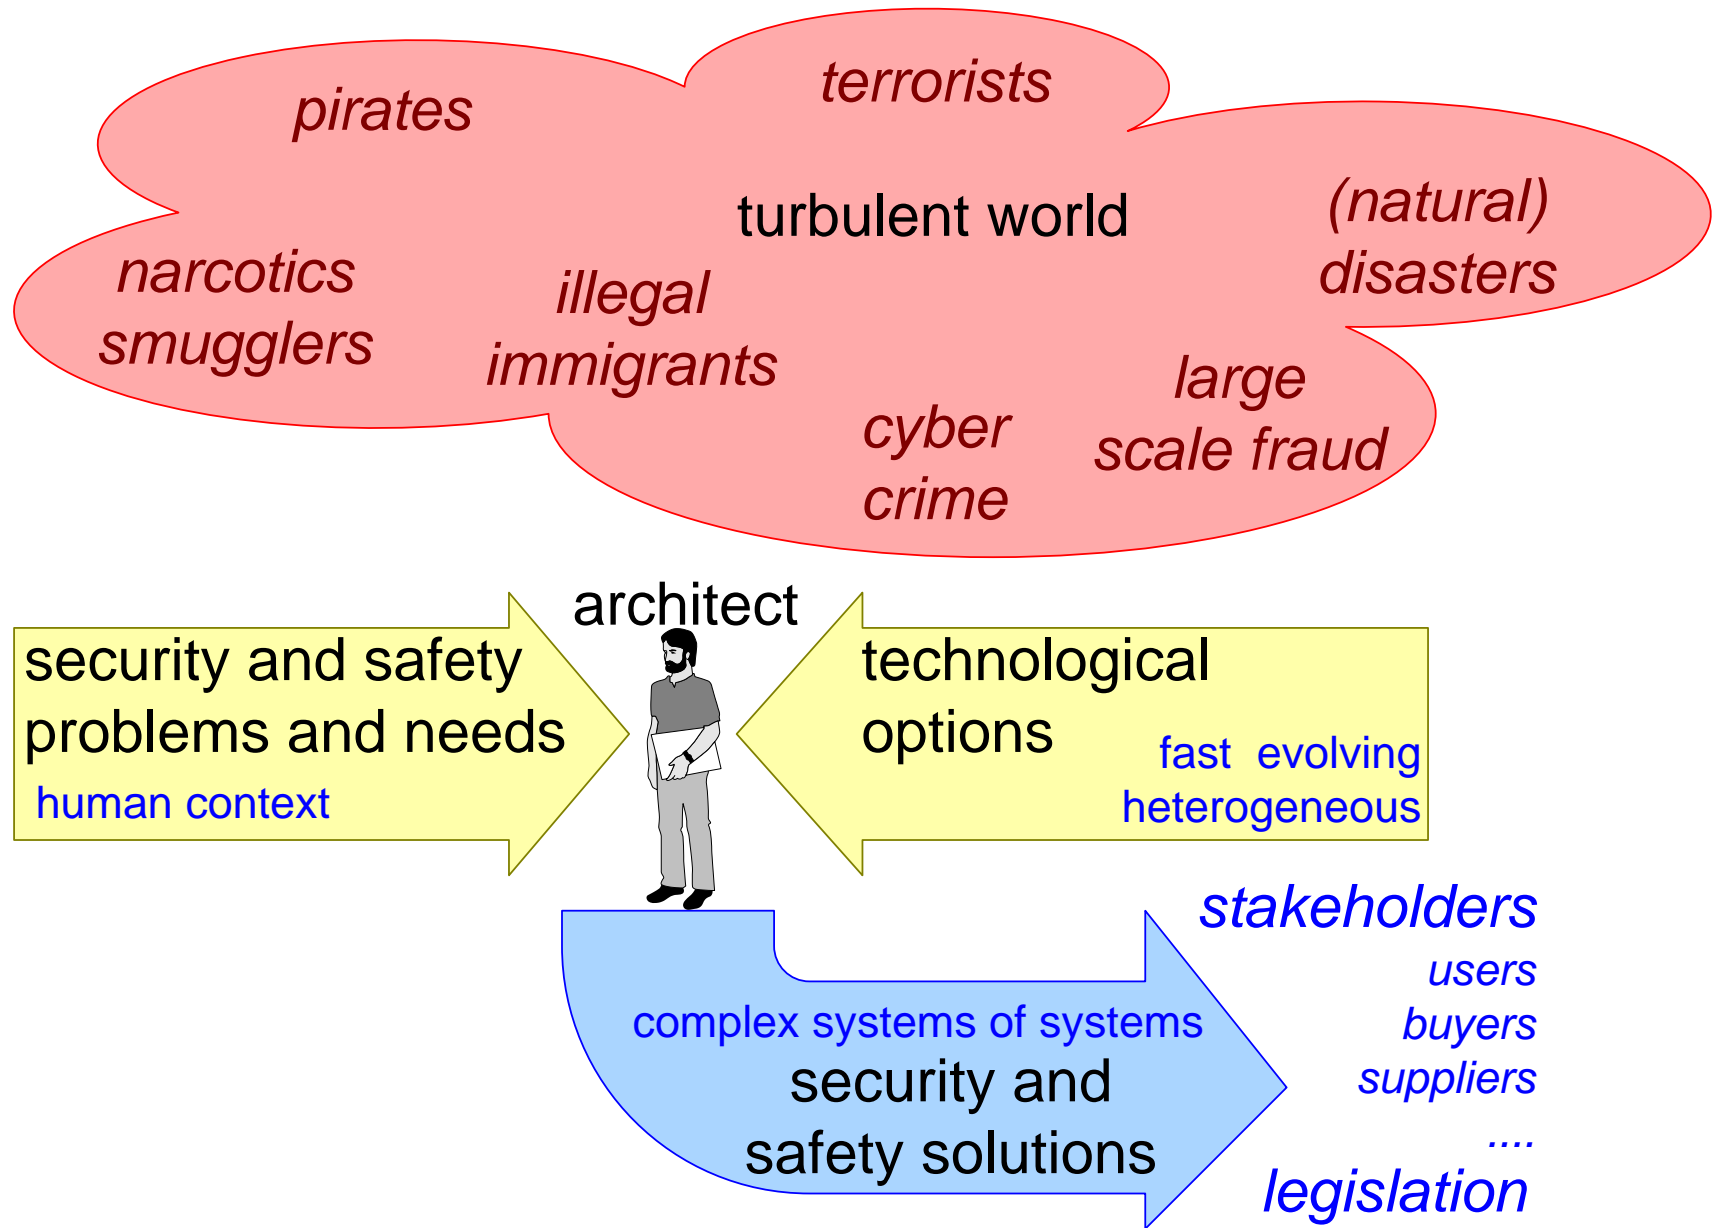 terrorists
pirates
turbulent world
(natural)
disasters
narcotics
smugglers
illegal
immigrants
large
scale fraud
cyber
crime
architect
security and safety
problems and needs
human context
technological
options
fast evolving
heterogeneous
stakeholders
users
buyers
suppliers
....
legislation
complex systems of systems
security and
safety solutions